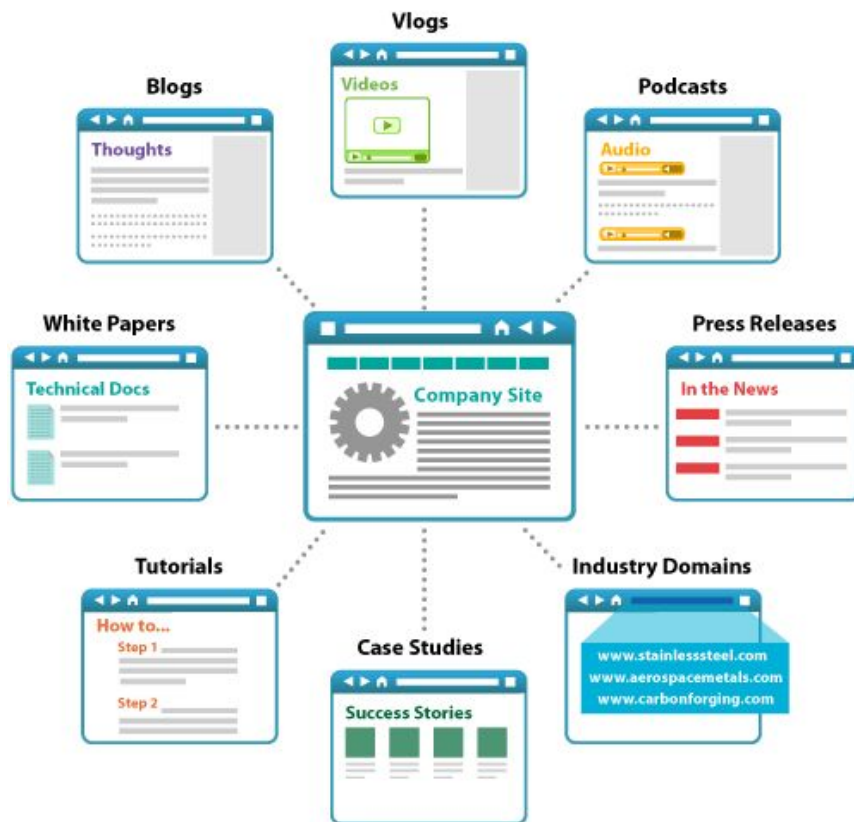 Vlogs
Videos
Blogs
Thoughts
Podcasts
Audio
White Papers
Technical Docs
Company Site
Press Releases
In the News
Tutorials
How to...
Step 1
Step 2
Case Studies
Success Stories
Industry Domains
www.stainlesssteel.com
www.aerospacemetals.com
www.carbonforging.com